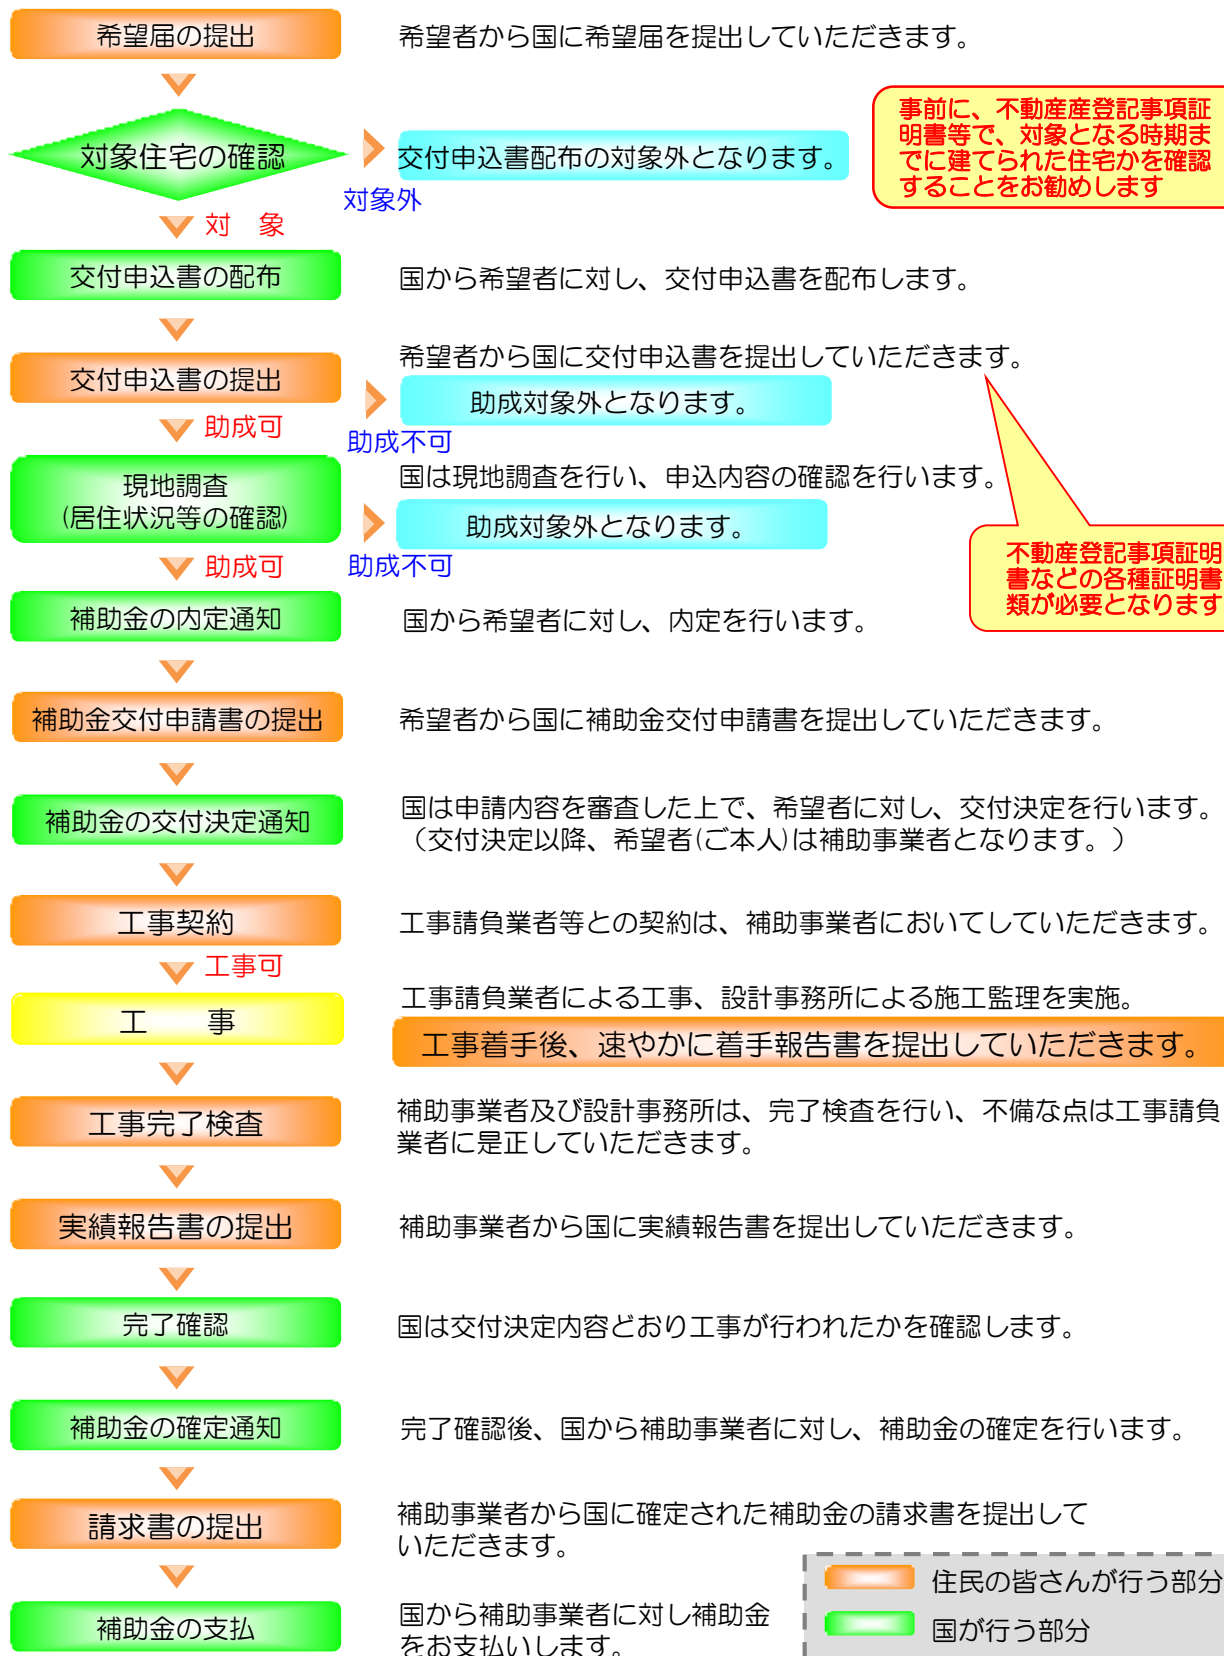 希望届の提出
希望者から国に希望届を提出していただきます。
事前に、不動産産登記事項証
明書等で、対象となる時期ま
でに建てられた住宅かを確認
することをお勧めします
対象住宅の確認
交付申込書配布の対象外となります。
対象外
対　象
交付申込書の配布
国から希望者に対し、交付申込書を配布します。
希望者から国に交付申込書を提出していただきます。
交付申込書の提出
助成対象外となります。
助成可
助成不可
国は現地調査を行い、申込内容の確認を行います。
現地調査
(居住状況等の確認)
助成対象外となります。
助成可
助成不可
不動産登記事項証明
書などの各種証明書
類が必要となります
補助金の内定通知
国から希望者に対し、内定を行います。
補助金交付申請書の提出
希望者から国に補助金交付申請書を提出していただきます。
補助金の交付決定通知
国は申請内容を審査した上で、希望者に対し、交付決定を行います。
（交付決定以降、希望者(ご本人)は補助事業者となります。）
工事契約
工事請負業者等との契約は、補助事業者においてしていただきます。
工事可
工事請負業者による工事、設計事務所による施工監理を実施。
工　　事
工事着手後、速やかに着手報告書を提出していただきます。
工事完了検査
補助事業者及び設計事務所は、完了検査を行い、不備な点は工事請負
業者に是正していただきます。
実績報告書の提出
補助事業者から国に実績報告書を提出していただきます。
完了確認
国は交付決定内容どおり工事が行われたかを確認します。
補助金の確定通知
完了確認後、国から補助事業者に対し、補助金の確定を行います。
請求書の提出
補助事業者から国に確定された補助金の請求書を提出して
いただきます。
住民の皆さんが行う部分
国が行う部分
補助金の支払
国から補助事業者に対し補助金
をお支払いします。